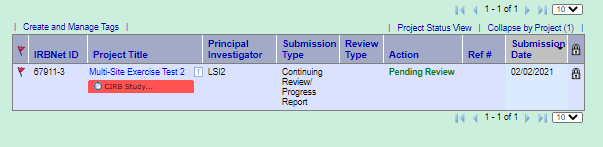 1 - 1 of 1 10
| Create and Manage Tags | | Project Status View | Collapse by Project (1) |
IRBNet ID Project Title Principal Investigator Submission Type Review Type Action Ref # Submission Date
67911-3 Multi-Site Exercise Test 2 T LSI2 Continuing Review/ Progress Report Pending Review 02/02/2021
CIRB Study...
1 - 1 of 1 10